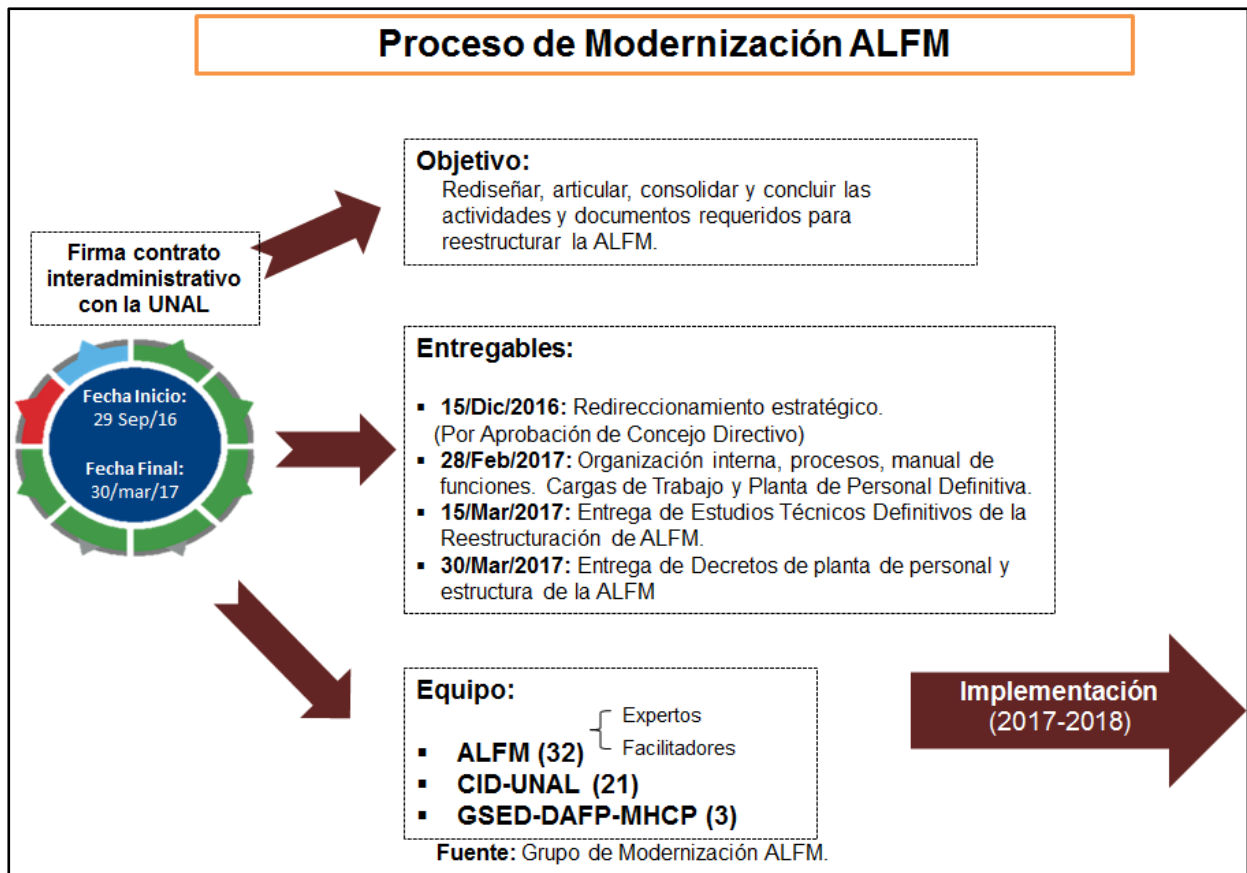 Proceso de Modernización ALFM
Objetivo:
Rediseñar, articular, consolidar y concluir las
actividades y documentos requeridos para
reestructurar la ALFM.
Firma contrato
interadministrativo
con la UNAL
Fecha Inicio:
29 Sep/16
Fecha Final:
30/mar/17
Entregables:
▪ 15/Dic/2016: Redireccionamiento estratégico.
(Por Aprobación de Concejo Directivo)
▪ 28/Feb/2017: Organización interna, procesos, manual de
funciones. Cargas de Trabajo y Planta de Personal Definitiva.
▪ 15/Mar/2017: Entrega de Estudios Técnicos Definitivos de la
Reestructuración de ALFM.
▪ 30/Mar/2017: Entrega de Decretos de planta de personal y
estructura de la ALFM
Equipo:
Expertos
Facilitadores
▪ ALFM (32)
▪ CID-UNAL (21)
▪ GSED-DAFP-MHCP (3)
Implementación
(2017-2018)
Fuente: Grupo de Modernización ALFM.